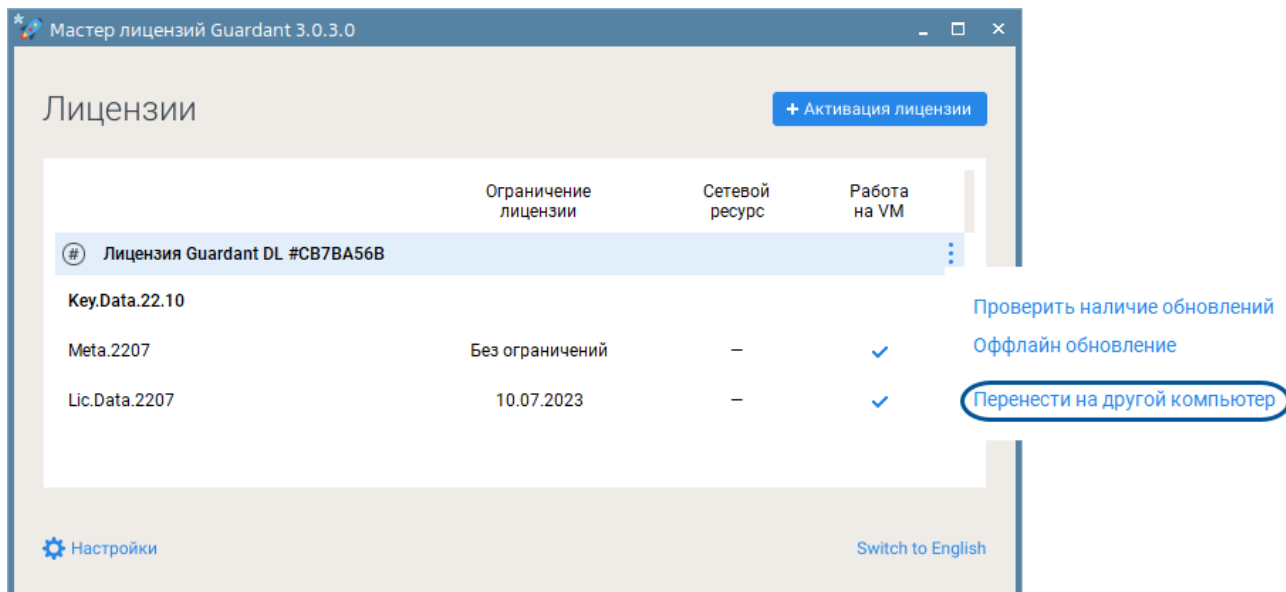 Мастер лицензий Guardant 3.0.3.0
Лицензии
+ Активация лицензии
Ограничение лицензии
Сетевой ресурс
Работа на VM
# Лицензия Guardant DL #CB7BA56B
Key.Data.22.10
Проверить наличие обновлений
Meta.2207 Без ограничений –
Оффлайн обновление
Lic.Data.2207 10.07.2023 –
Перенести на другой компьютер
Настройки
Switch to English